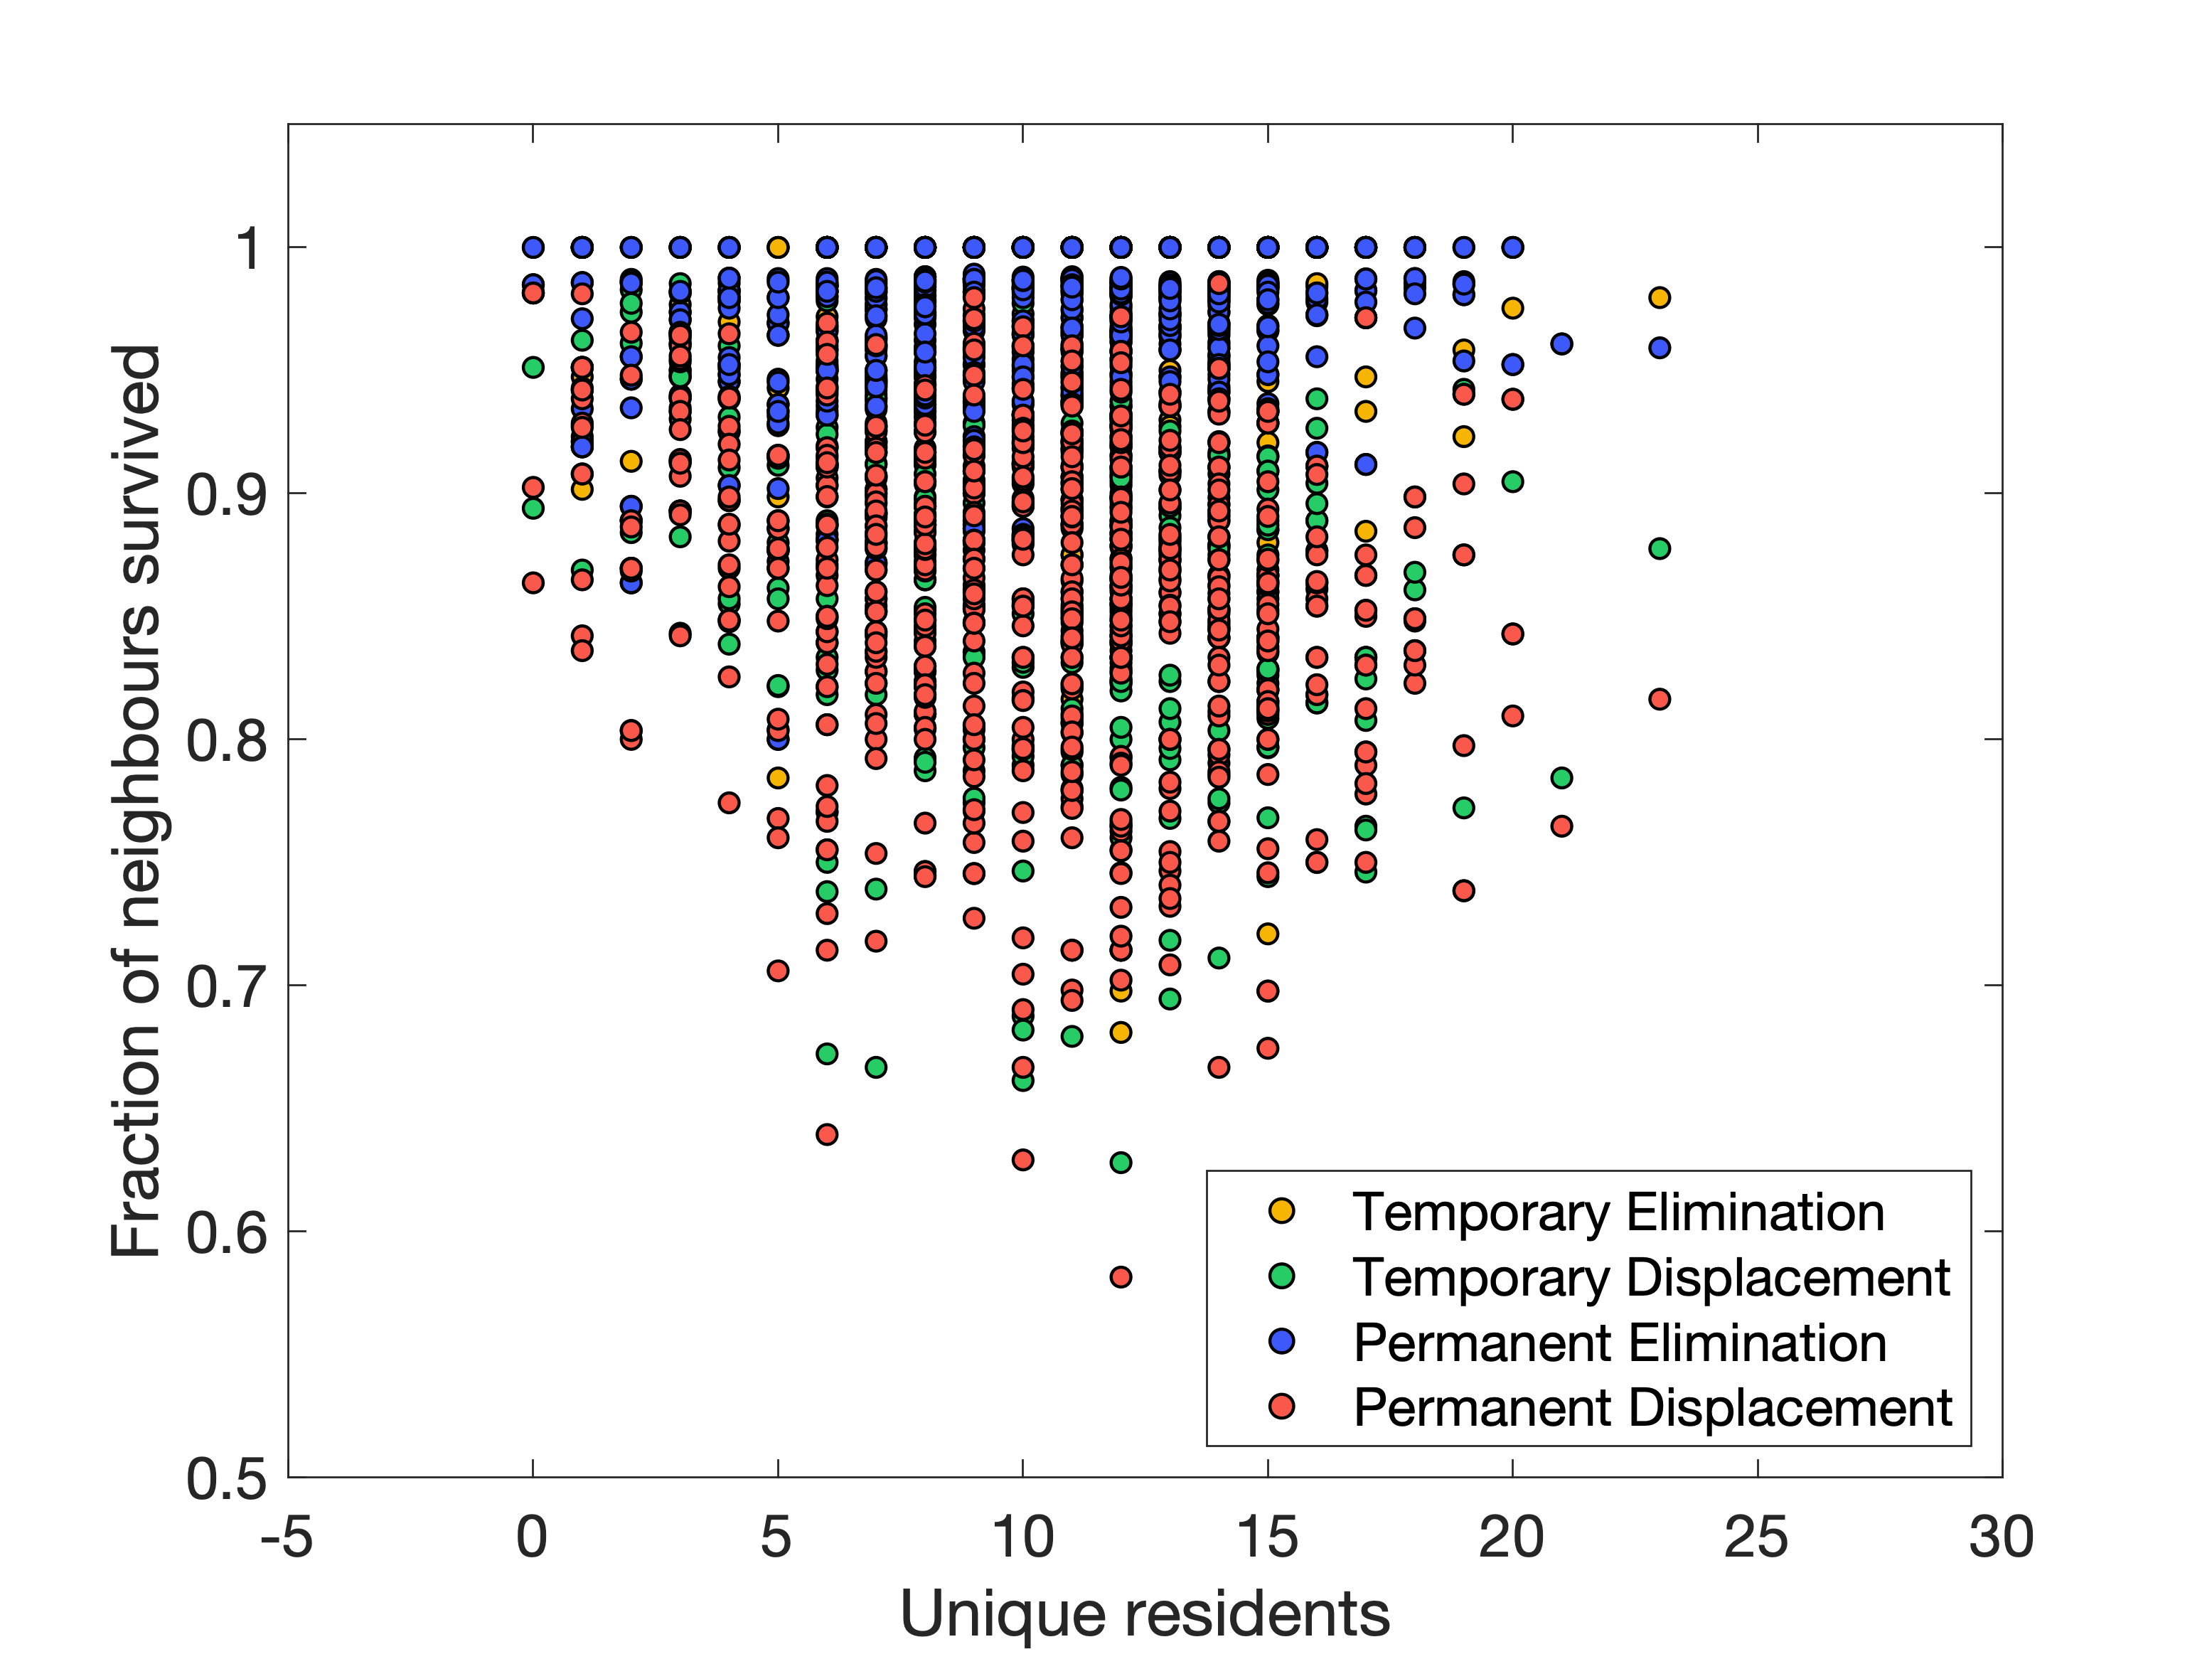 Fraction of neighbours survived
1
0.9
0.8
0.7
0.6
0.5
-5 0 5 10 15 20 25 30
Unique residents
Temporary Elimination
Temporary Displacement
Permanent Elimination
Permanent Displacement